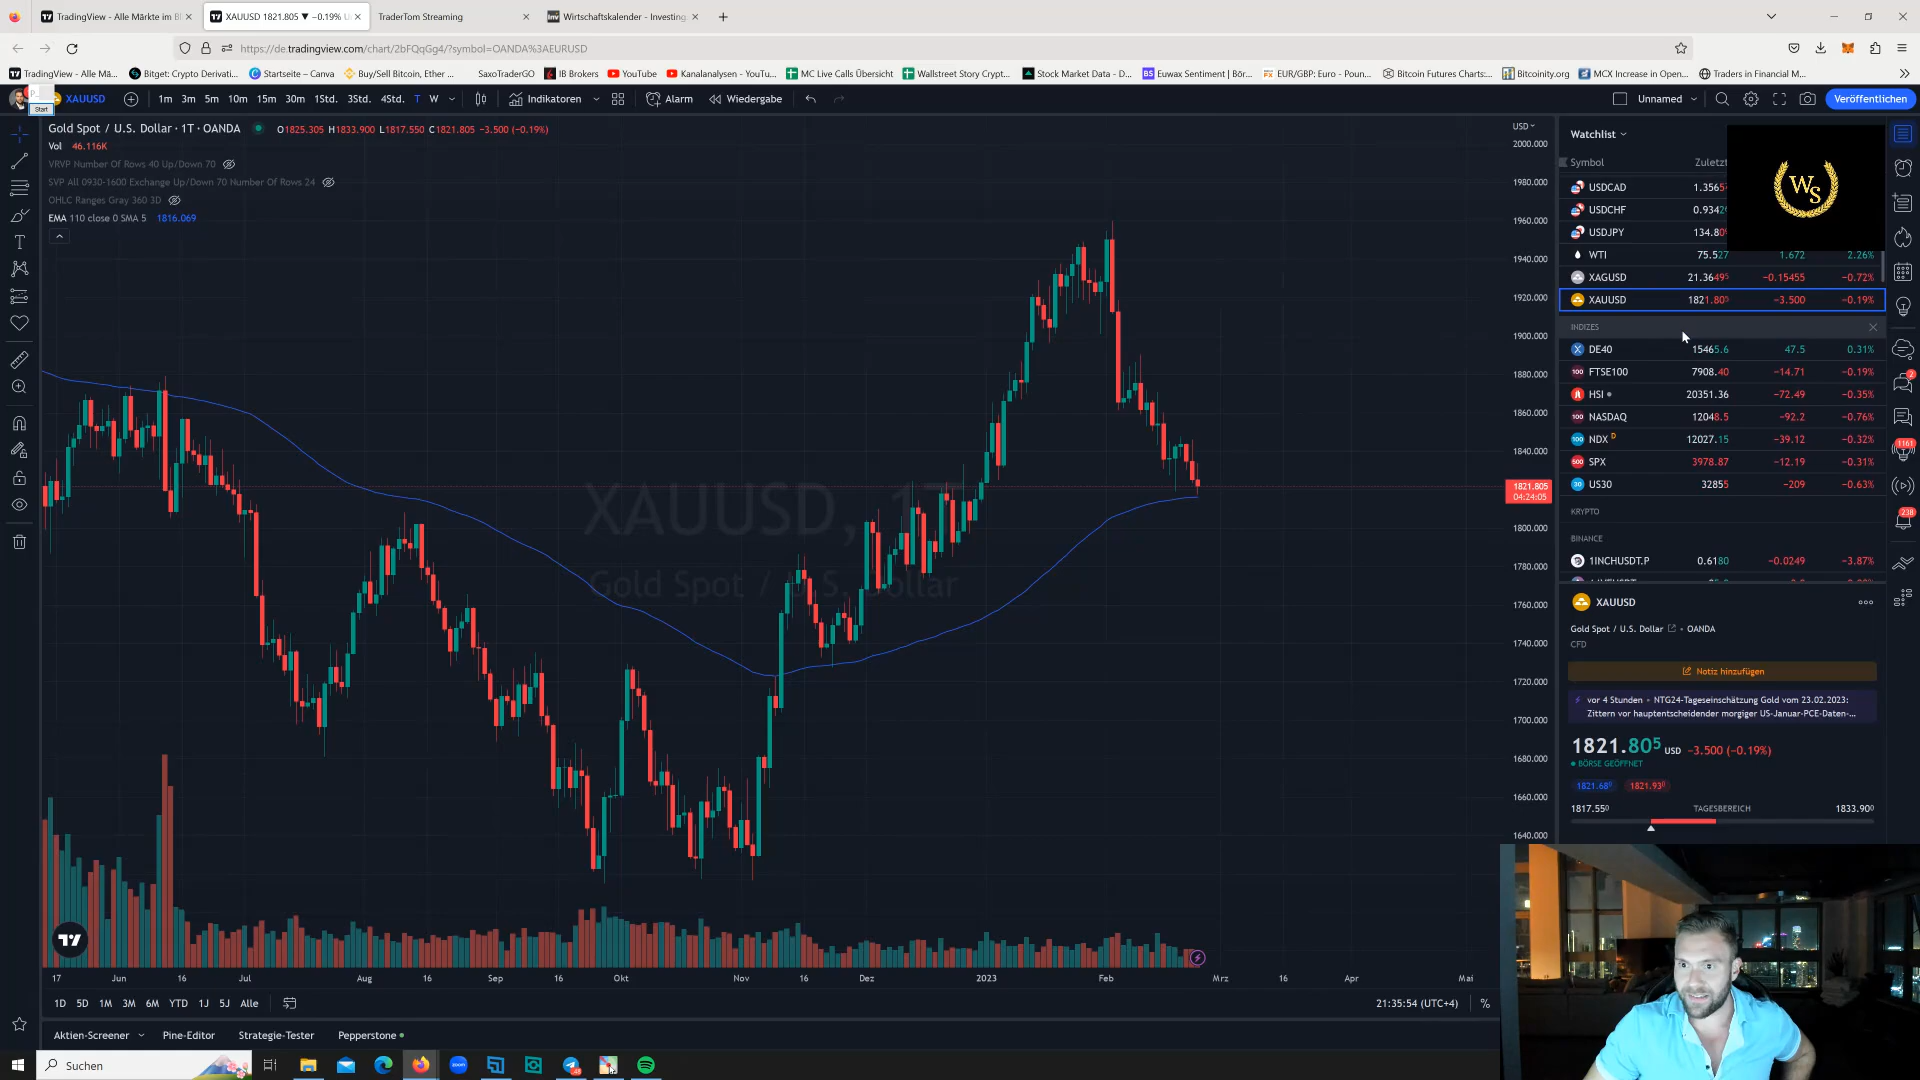 TradingView - Alle Märkte im Bl
XAUUSD 1821.805 ▼ −0.19% U
TraderTom Streaming
Wirtschaftskalender - Investing
https://de.tradingview.com/chart/2bFQqGg4/?symbol=OANDA%3AEURUSD
TradingView - Alle Mä...
Bitget: Crypto Derivati...
Startseite – Canva
Buy/Sell Bitcoin, Ether ...
SaxoTraderGO
IB Brokers
YouTube
Kanalanalysen - YouTu...
MC Live Calls Übersicht
Wallstreet Story Crypt...
Stock Market Data - D...
Euwax Sentiment | Bör...
EUR/GBP: Euro - Poun...
Bitcoin Futures Charts:...
Bitcoinity.org
MCX Increase in Open...
Traders in Financial M...
Start
XAUUSD
1m 3m 5m 10m 15m 30m 1Std. 3Std. 4Std. T W
Indikatoren
Alarm
Wiedergabe
Unnamed
Veröffentlichen
Gold Spot / U.S. Dollar · 1T · OANDA
O1825.305 H1833.900 L1817.550 C1821.805 −3.500 (−0.19%)
Vol 46.116K
VRVP Number Of Rows 40 Up/Down 70
SVP All 0930-1600 Exchange Up/Down 70 Number Of Rows 24
OHLC Ranges Gray 360 3D
EMA 110 close 0 SMA 5 1816.069
XAUUSD, 1T
Gold Spot / U.S. Dollar
USD
2000.000
1980.000
1960.000
1940.000
1920.000
1900.000
1880.000
1860.000
1840.000
1821.805
04:24:05
1800.000
1780.000
1760.000
1740.000
1720.000
1700.000
1680.000
1660.000
1640.000
17 Jun 16 Jul Aug 16 Sep 16 Okt Nov 16 Dez 2023 Feb Mrz 16 Apr Mai
1D 5D 1M 3M 6M YTD 1J 5J Alle
21:35:54 (UTC+4)
%
Aktien-Screener
Pine-Editor
Strategie-Tester
Pepperstone
Watchlist
Symbol Zuletzt
USDCAD 1.3565
USDCHF 0.9342
USDJPY 134.80
WTI 75.527 1.672 2.26%
XAGUSD 21.36495 −0.15455 −0.72%
XAUUSD 1821.805 −3.500 −0.19%
INDIZES
DE40 15465.6 47.5 0.31%
FTSE100 7908.40 −14.71 −0.19%
HSI 20351.36 −72.49 −0.35%
NASDAQ 12048.5 −92.2 −0.76%
NDX D 12027.15 −39.12 −0.32%
SPX 3978.87 −12.19 −0.31%
US30 32855 −209 −0.63%
KRYPTO
BINANCE
1INCHUSDT.P 0.6180 −0.0249 −3.87%
XAUUSD
Gold Spot / U.S. Dollar • OANDA
CFD
Notiz hinzufügen
vor 4 Stunden • NTG24-Tageseinschätzung Gold vom 23.02.2023:
Zittern vor hauptentscheidender morgiger US-Januar-PCE-Daten-...
1821.805 USD −3.500 (−0.19%)
BÖRSE GEÖFFNET
1821.680 1821.930
1817.550 TAGESBEREICH 1833.900
WS
2
1161
238
Suchen